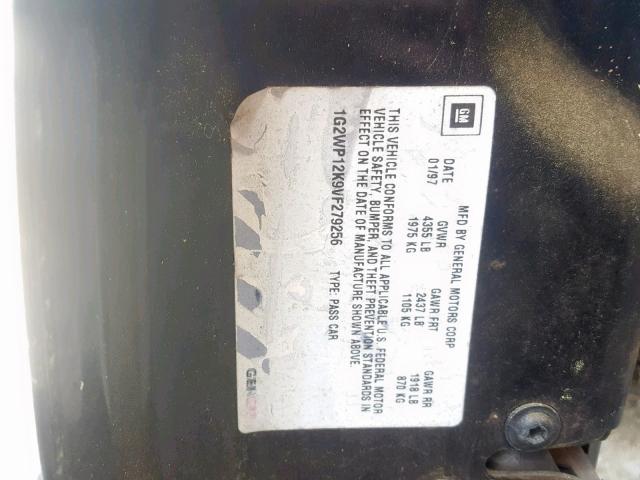 GM
MFD BY GENERAL MOTORS CORP
DATE GVWR GAWR FRT GAWR RR
01/97 4355 LB 2437 LB 1918 LB
1975 KG 1105 KG 870 KG
THIS VEHICLE CONFORMS TO ALL APPLICABLE U.S. FEDERAL MOTOR
VEHICLE SAFETY, BUMPER, AND THEFT PREVENTION STANDARDS IN
EFFECT ON THE DATE OF MANUFACTURE SHOWN ABOVE.
1G2WP12K9VF279256 TYPE: PASS CAR